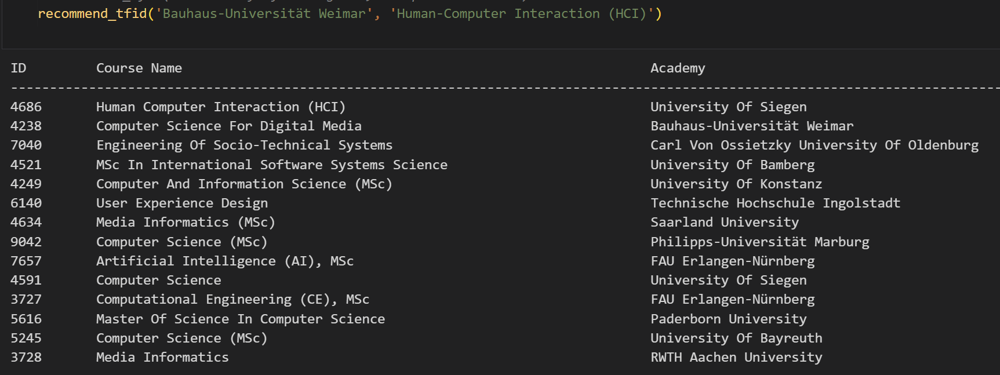 recommend_tfid('Bauhaus-Universität Weimar', 'Human-Computer Interaction (HCI)')
ID Course Name Academy
--------------------------------------------------------------------------------------------------------------------------------
4686 Human Computer Interaction (HCI) University Of Siegen
4238 Computer Science For Digital Media Bauhaus-Universität Weimar
7040 Engineering Of Socio-Technical Systems Carl Von Ossietzky University Of Oldenburg
4521 MSc In International Software Systems Science University Of Bamberg
4249 Computer And Information Science (MSc) University Of Konstanz
6140 User Experience Design Technische Hochschule Ingolstadt
4634 Media Informatics (MSc) Saarland University
9042 Computer Science (MSc) Philipps-Universität Marburg
7657 Artificial Intelligence (AI), MSc FAU Erlangen-Nürnberg
4591 Computer Science University Of Siegen
3727 Computational Engineering (CE), MSc FAU Erlangen-Nürnberg
5616 Master Of Science In Computer Science Paderborn University
5245 Computer Science (MSc) University Of Bayreuth
3728 Media Informatics RWTH Aachen University